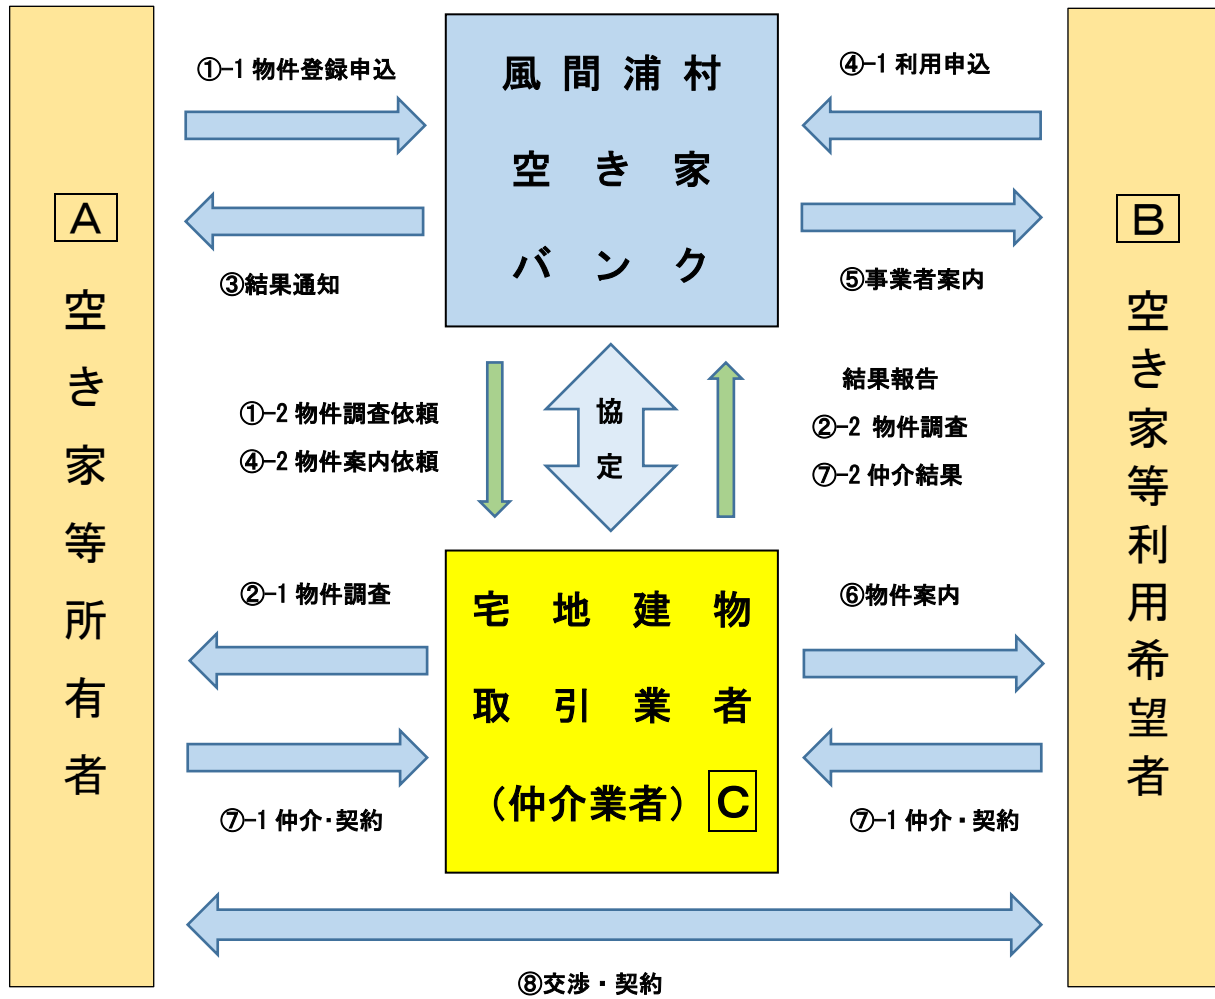 ①-1 物件登録申込
④-1 利用申込
風間浦村
空き家
バンク
A
空き家等所有者
B
空き家等利用希望者
③結果通知
⑤事業者案内
①-2 物件調査依頼
④-2 物件案内依頼
協定
結果報告
②-2 物件調査
⑦-2 仲介結果
②-1 物件調査
⑥物件案内
宅地建物
取引業者
（仲介業者）C
⑦-1 仲介・契約
⑦-1 仲介・契約
⑧交渉・契約